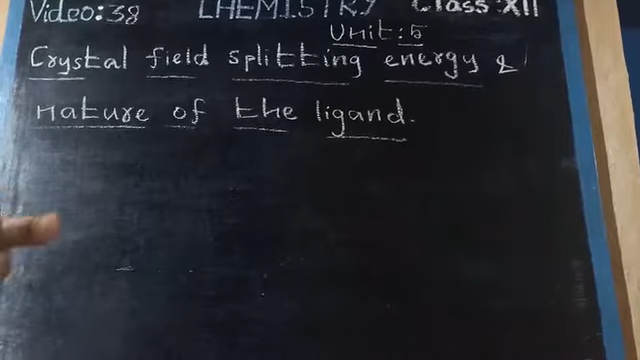 Video:38 CHEMISTRY Class:XII
Unit:5
Crystal field splitting energy &
nature of the ligand.